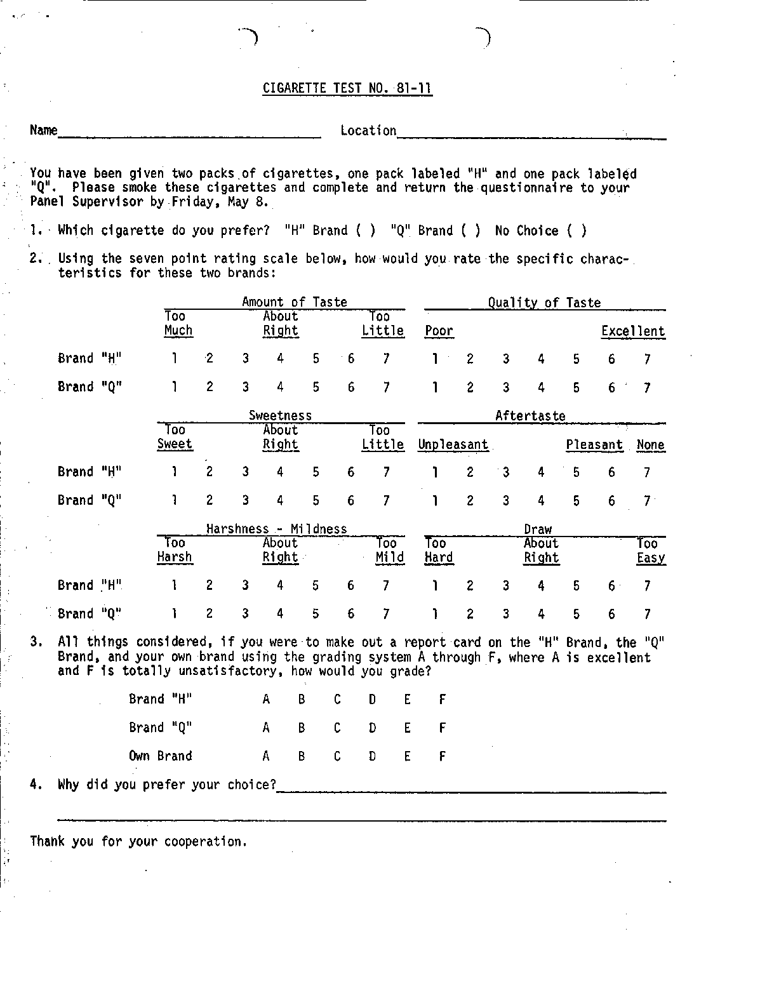 CIGARETTE TEST NO. 81-11
Name Location
You have been given two packs of cigarettes, one pack labeled "H" and one pack labeled
"Q". Please smoke these cigarettes and complete and return the questionnaire to your
Panel Supervisor by Friday, May 8.
1. Which cigarette do you prefer? "H" Brand ( ) "Q" Brand ( ) No Choice ( )
2. Using the seven point rating scale below, how would you rate the specific charac-
teristics for these two brands:
Amount of Taste Quality of Taste
Too About Too
Much Right Little Poor Excellent
Brand "H" 1 2 3 4 5 6 7 1 2 3 4 5 6 7
Brand "Q" 1 2 3 4 5 6 7 1 2 3 4 5 6 7
Sweetness Aftertaste
Too About Too
Sweet Right Little Unpleasant Pleasant None
Brand "H" 1 2 3 4 5 6 7 1 2 3 4 5 6 7
Brand "Q" 1 2 3 4 5 6 7 1 2 3 4 5 6 7
Harshness - Mildness Draw
Too About Too Too About Too
Harsh Right Mild Hard Right Easy
Brand "H" 1 2 3 4 5 6 7 1 2 3 4 5 6 7
Brand "Q" 1 2 3 4 5 6 7 1 2 3 4 5 6 7
3. All things considered, if you were to make out a report card on the "H" Brand, the "Q"
Brand, and your own brand using the grading system A through F, where A is excellent
and F is totally unsatisfactory, how would you grade?
Brand "H" A B C D E F
Brand "Q" A B C D E F
Own Brand A B C D E F
4. Why did you prefer your choice?
Thank you for your cooperation.